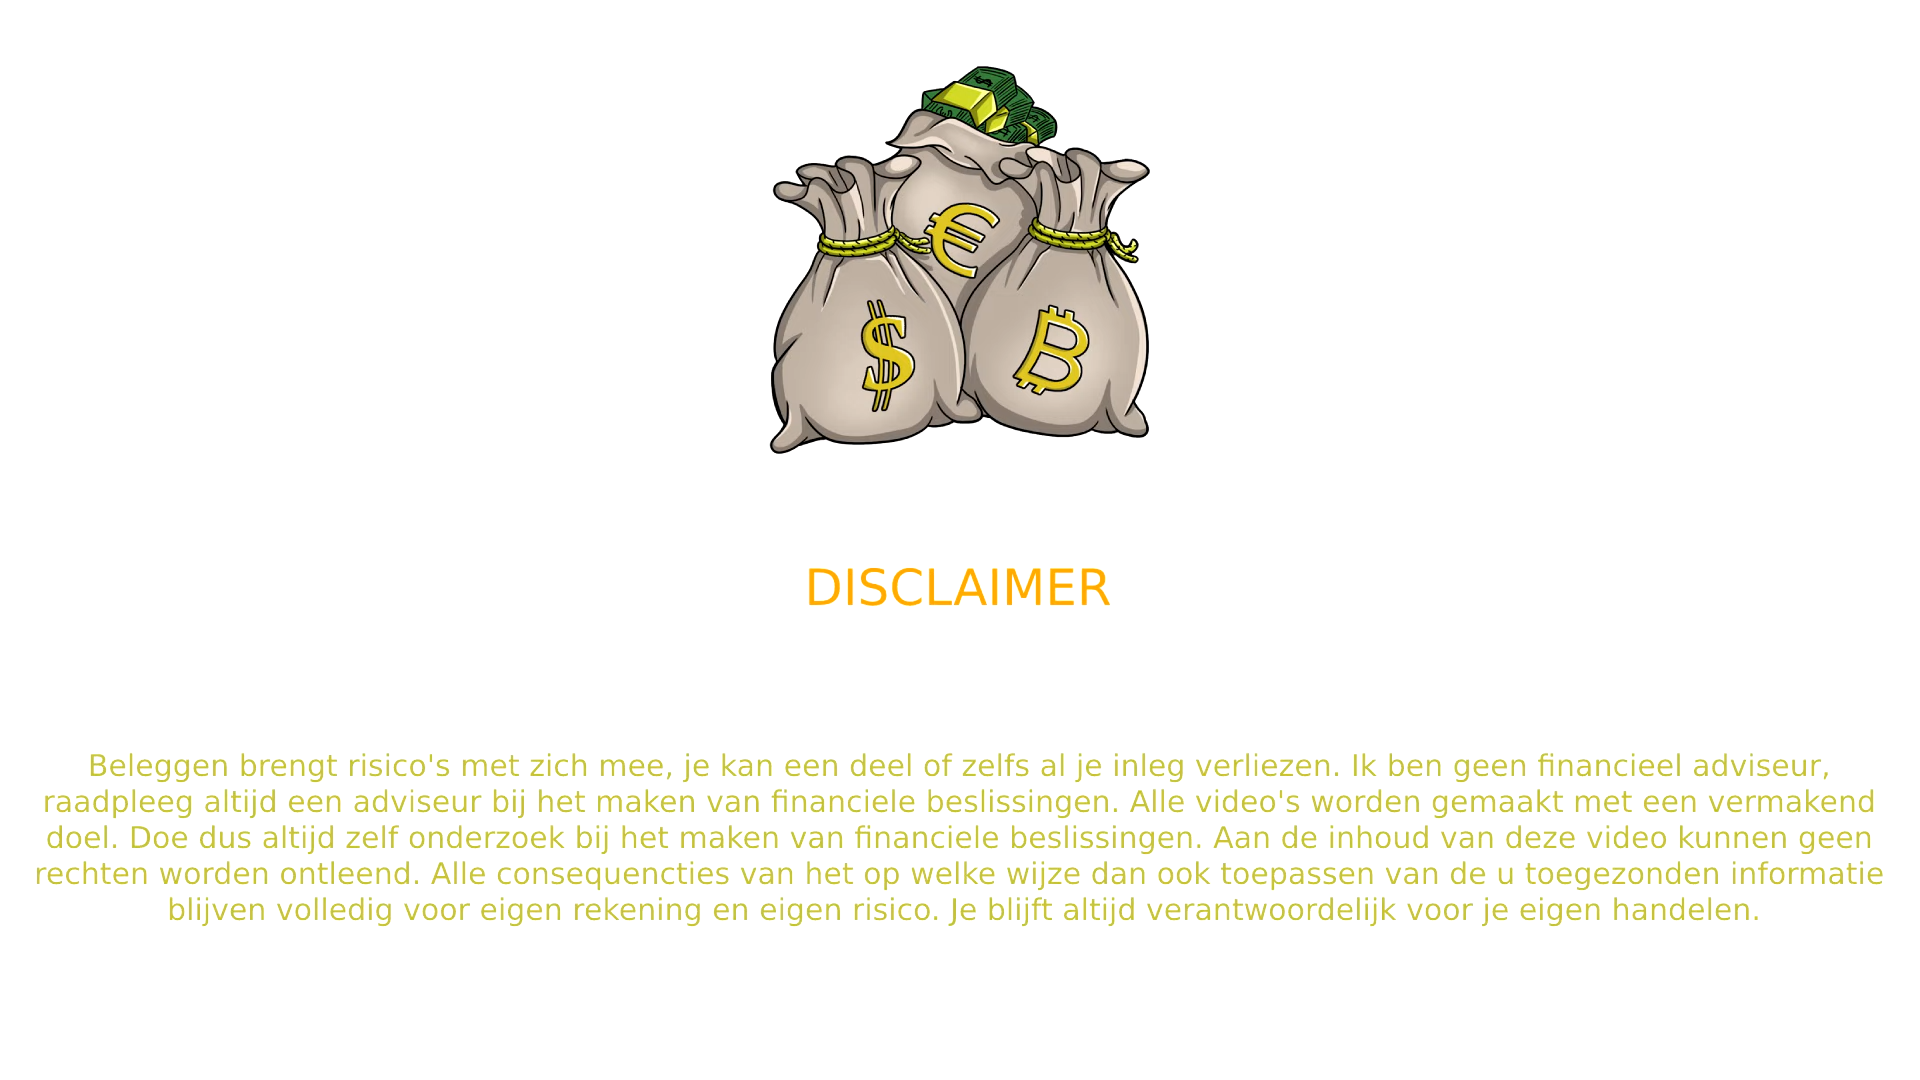 €
$
₿
DISCLAIMER
Beleggen brengt risico's met zich mee, je kan een deel of zelfs al je inleg verliezen. Ik ben geen financieel adviseur,
raadpleeg altijd een adviseur bij het maken van financiele beslissingen. Alle video's worden gemaakt met een vermakend
doel. Doe dus altijd zelf onderzoek bij het maken van financiele beslissingen. Aan de inhoud van deze video kunnen geen
rechten worden ontleend. Alle consequencties van het op welke wijze dan ook toepassen van de u toegezonden informatie
blijven volledig voor eigen rekening en eigen risico. Je blijft altijd verantwoordelijk voor je eigen handelen.